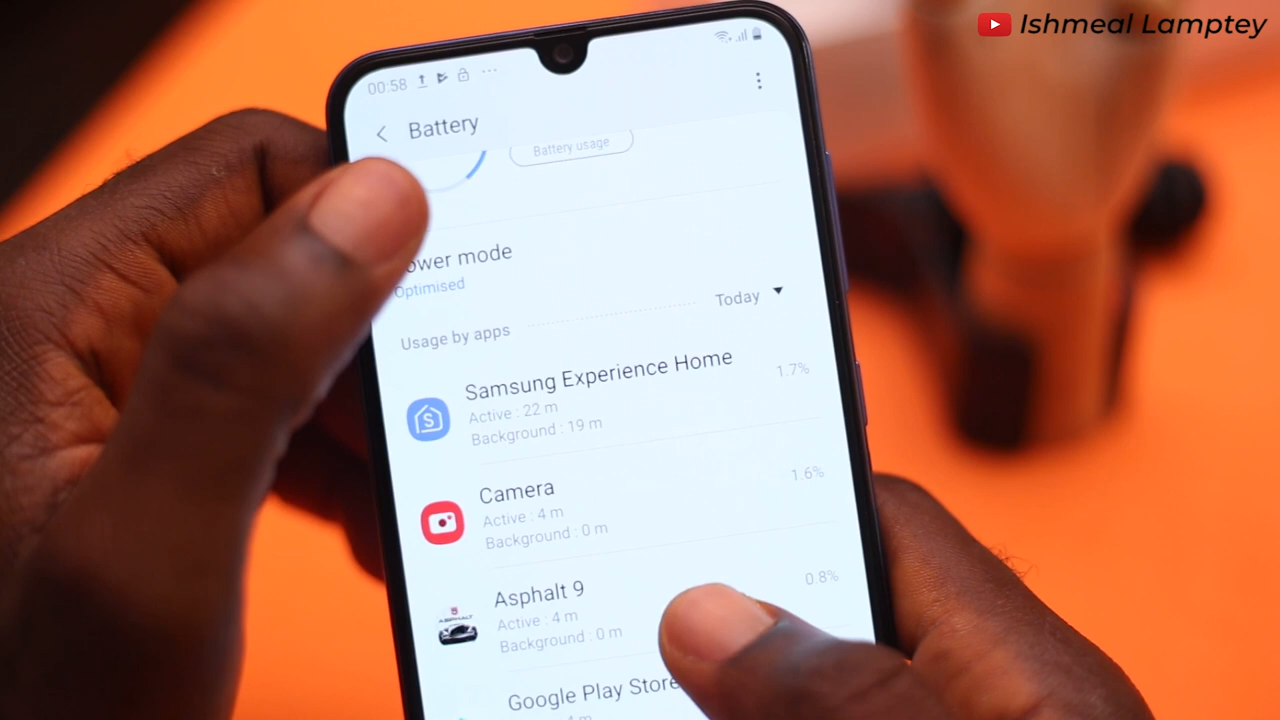 Ishmeal Lamptey
00:58
Battery
Battery usage
ower mode
Optimised
Usage by apps
Today
Samsung Experience Home
1.7%
Active : 22 m
Background : 19 m
Camera
1.6%
Active : 4 m
Background : 0 m
Asphalt 9
0.8%
Active : 4 m
Background : 0 m
ASPHALT
Google Play Store
4 m